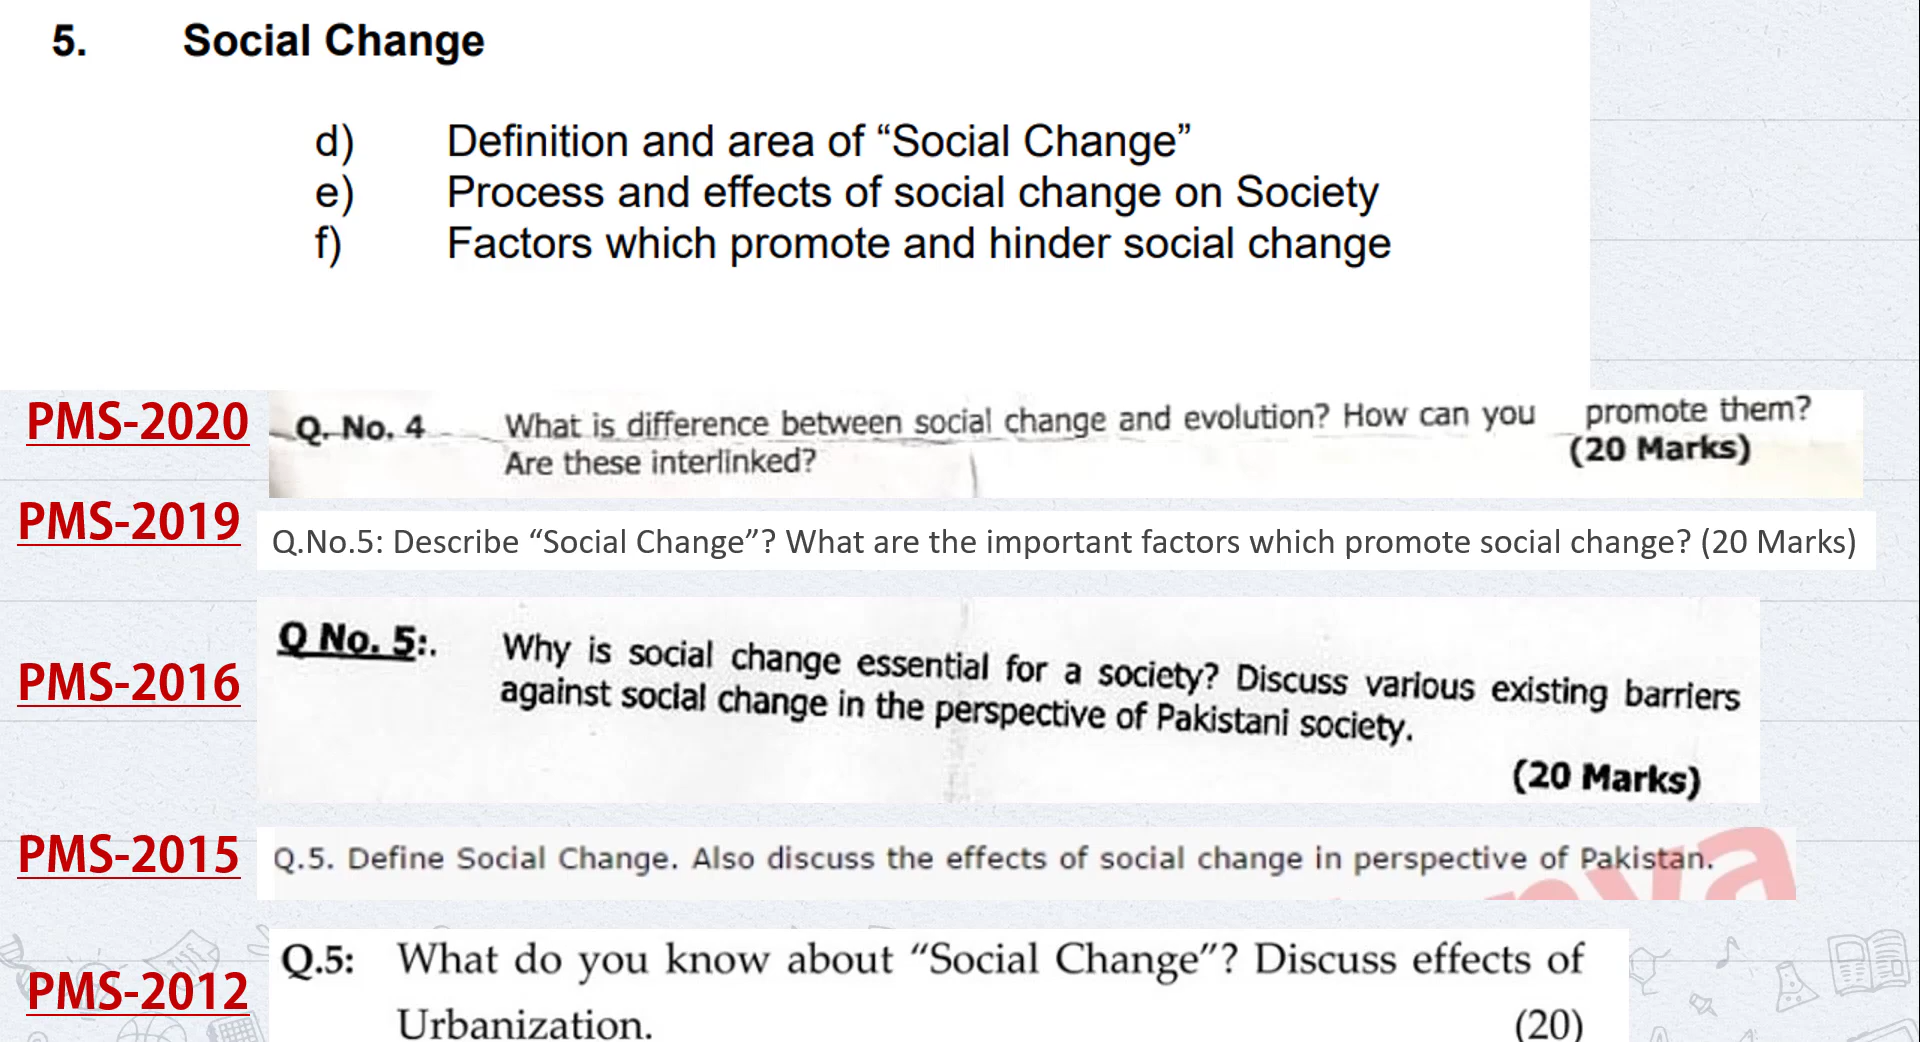 5. Social Change
d) Definition and area of “Social Change”
e) Process and effects of social change on Society
f) Factors which promote and hinder social change
PMS-2020
Q. No. 4 What is difference between social change and evolution? How can you promote them?
Are these interlinked? (20 Marks)
PMS-2019
Q.No.5: Describe “Social Change”? What are the important factors which promote social change? (20 Marks)
PMS-2016
Q No. 5:. Why is social change essential for a society? Discuss various existing barriers
against social change in the perspective of Pakistani society.
(20 Marks)
PMS-2015
Q.5. Define Social Change. Also discuss the effects of social change in perspective of Pakistan.
PMS-2012
Q.5: What do you know about “Social Change”? Discuss effects of
Urbanization. (20)